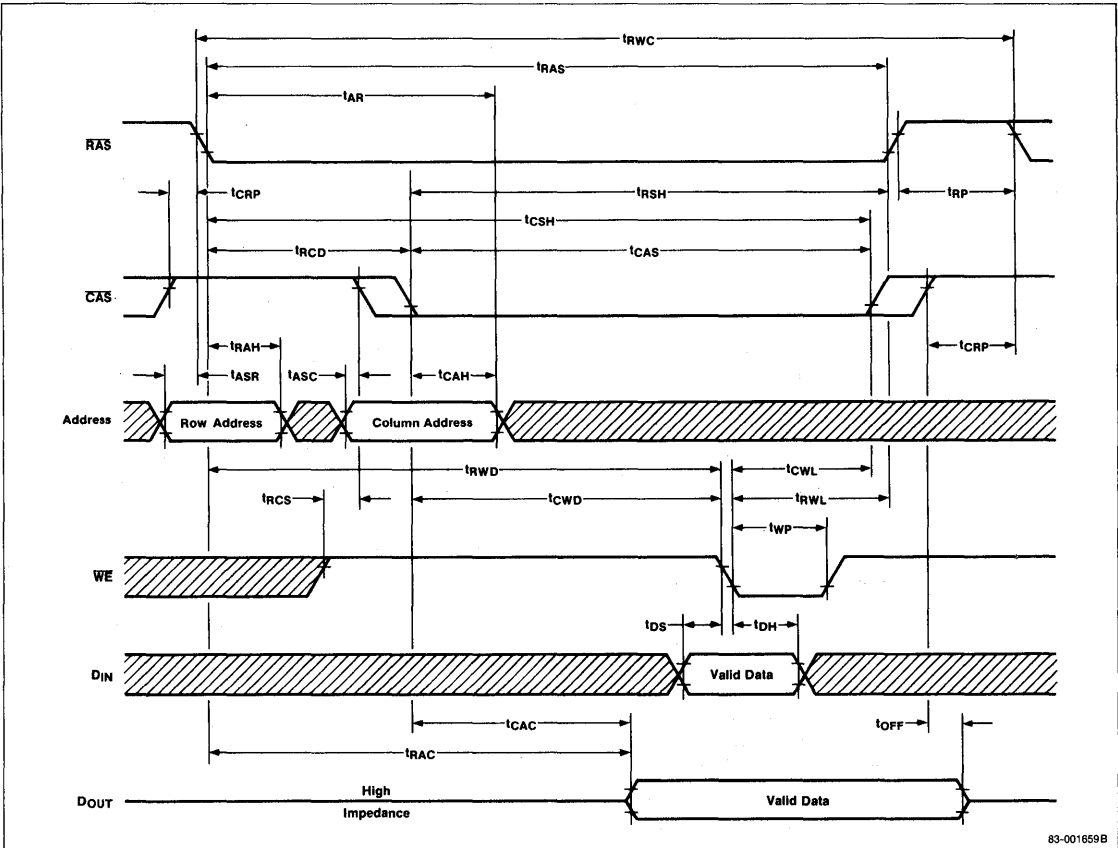 tRWC
tRAS
tAR
RAS
tCRP
tRSH
tRP
tCSH
tRCD
tCAS
CAS
tRAH
tCRP
tASR
tASC
tCAH
Address
Row Address
Column Address
tRWD
tCWL
tRCS
tCWD
tRWL
tWP
WE
tDS
tDH
DIN
Valid Data
tCAC
tOFF
tRAC
DOUT
High
Impedance
Valid Data
83-001659B